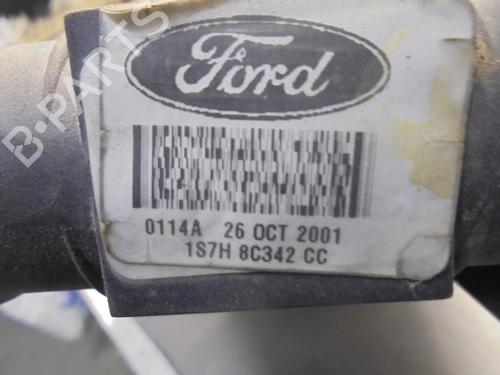 B-PARTS
Ford
0114A 26 OCT 2001
1S7H 8C342 CC